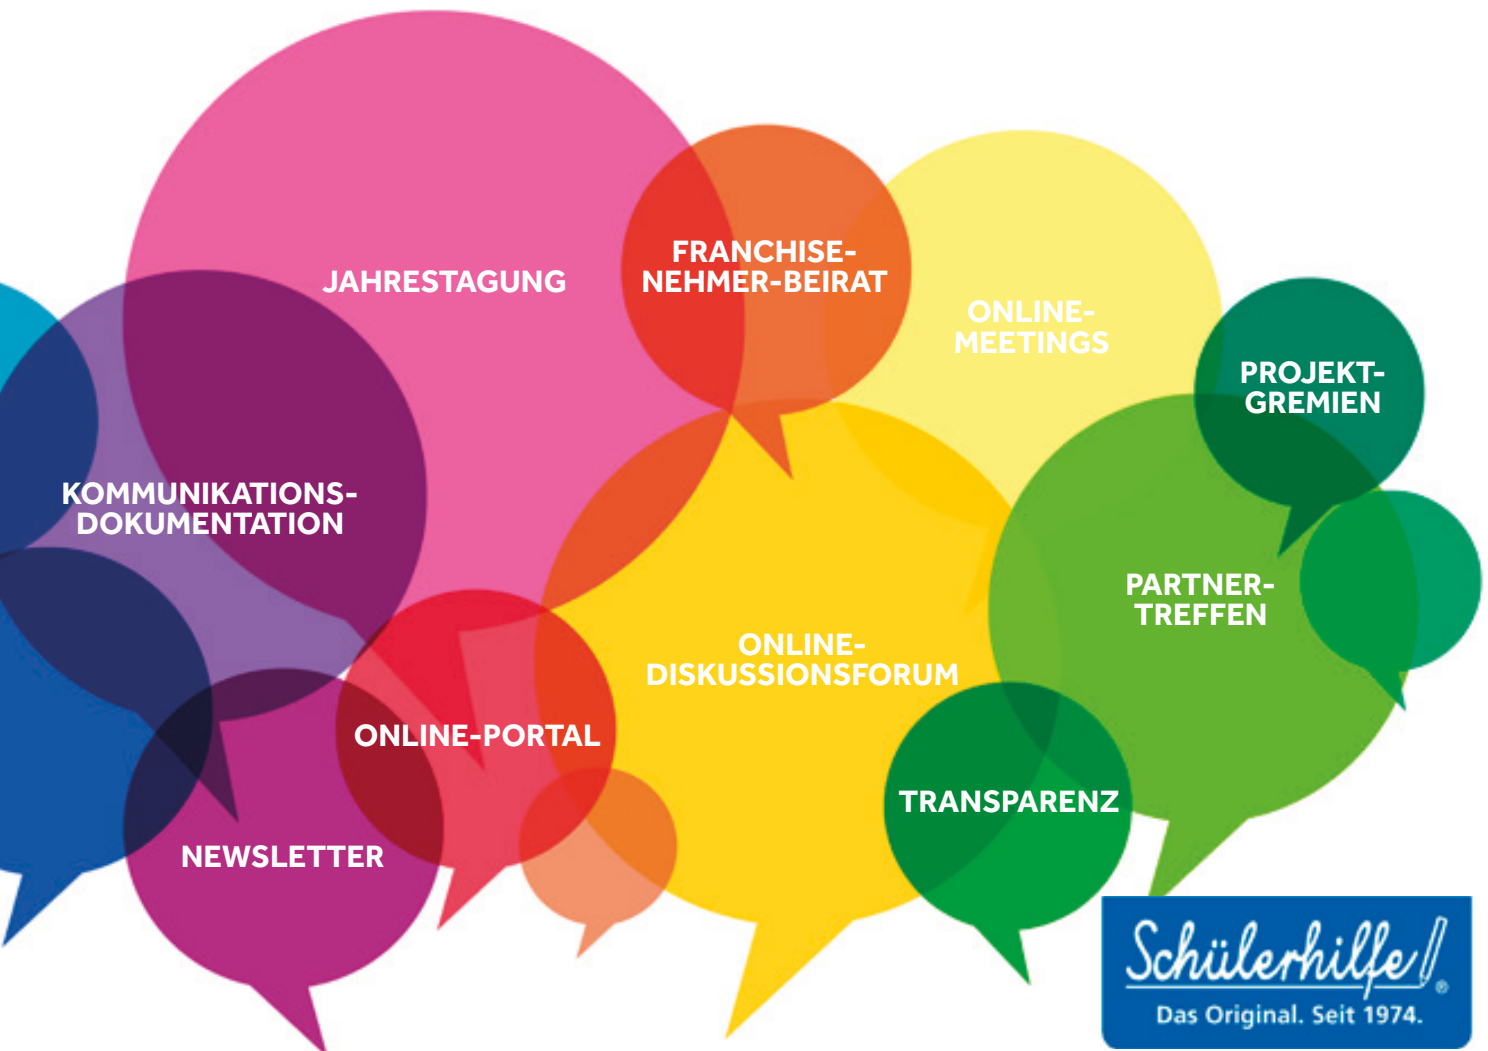 JAHRESTAGUNG
FRANCHISE-
NEHMER-BEIRAT
ONLINE-
MEETINGS
PROJEKT-
GREMIEN
KOMMUNIKATIONS-
DOKUMENTATION
PARTNER-
TREFFEN
ONLINE-
DISKUSSIONSFORUM
ONLINE-PORTAL
TRANSPARENZ
NEWSLETTER
Schülerhilfe!®
Das Original. Seit 1974.